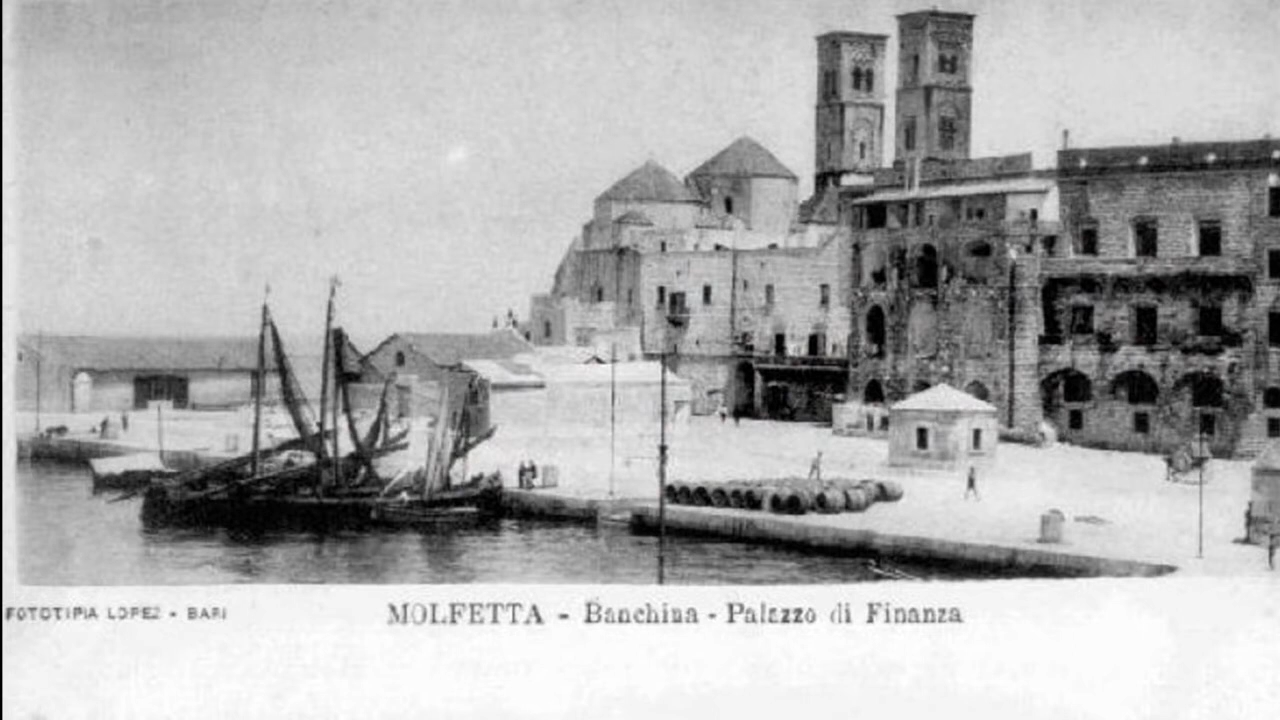 FOTOTIPIA LOPEZ - BARI
MOLFETTA - Banchina - Palazzo di Finanza